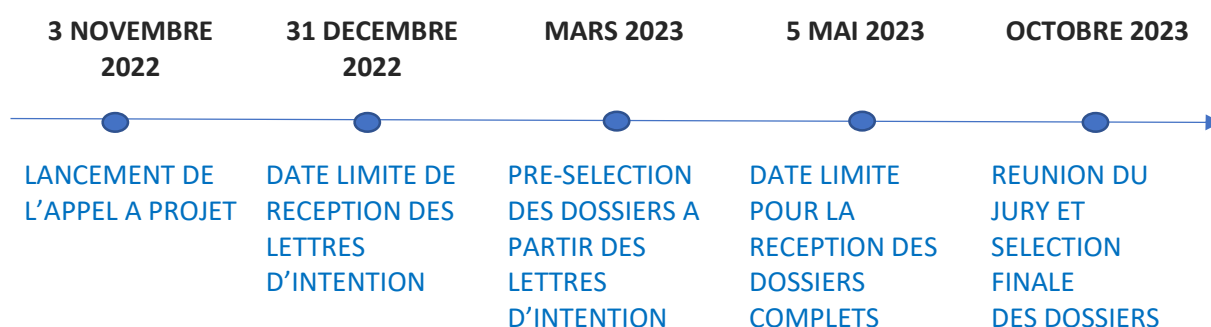 3 NOVEMBRE
2022
31 DECEMBRE
2022
MARS 2023
5 MAI 2023
OCTOBRE 2023
LANCEMENT DE
L’APPEL A PROJET
DATE LIMITE DE
RECEPTION DES
LETTRES
D’INTENTION
PRE-SELECTION
DES DOSSIERS A
PARTIR DES
LETTRES
D’INTENTION
DATE LIMITE
POUR LA
RECEPTION DES
DOSSIERS
COMPLETS
REUNION DU
JURY ET
SELECTION
FINALE
DES DOSSIERS